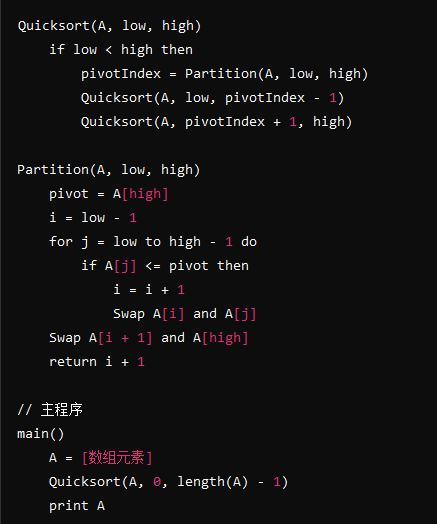 Quicksort(A, low, high)
    if low < high then
        pivotIndex = Partition(A, low, high)
        Quicksort(A, low, pivotIndex - 1)
        Quicksort(A, pivotIndex + 1, high)

Partition(A, low, high)
    pivot = A[high]
    i = low - 1
    for j = low to high - 1 do
        if A[j] <= pivot then
            i = i + 1
            Swap A[i] and A[j]
    Swap A[i + 1] and A[high]
    return i + 1

// 主程序
main()
    A = [数组元素]
    Quicksort(A, 0, length(A) - 1)
    print A